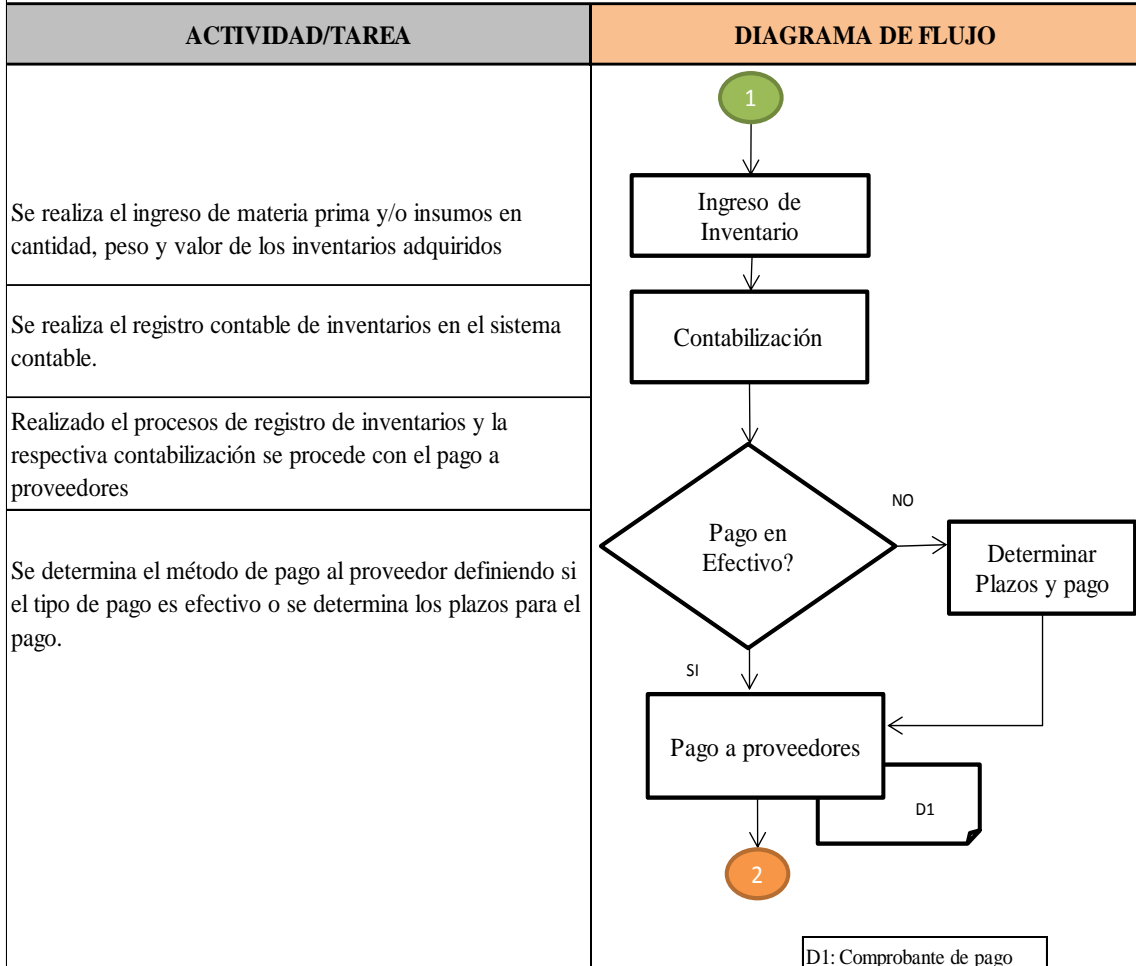 ACTIVIDAD/TAREA
DIAGRAMA DE FLUJO
1
Se realiza el ingreso de materia prima y/o insumos en
cantidad, peso y valor de los inventarios adquiridos
Ingreso de
Inventario
Se realiza el registro contable de inventarios en el sistema
contable.
Contabilización
Realizado el procesos de registro de inventarios y la
respectiva contabilización se procede con el pago a
proveedores
Se determina el método de pago al proveedor definiendo si
el tipo de pago es efectivo o se determina los plazos para el
pago.
Pago en
Efectivo?
NO
Determinar
Plazos y pago
SI
Pago a proveedores
D1
2
D1: Comprobante de pago